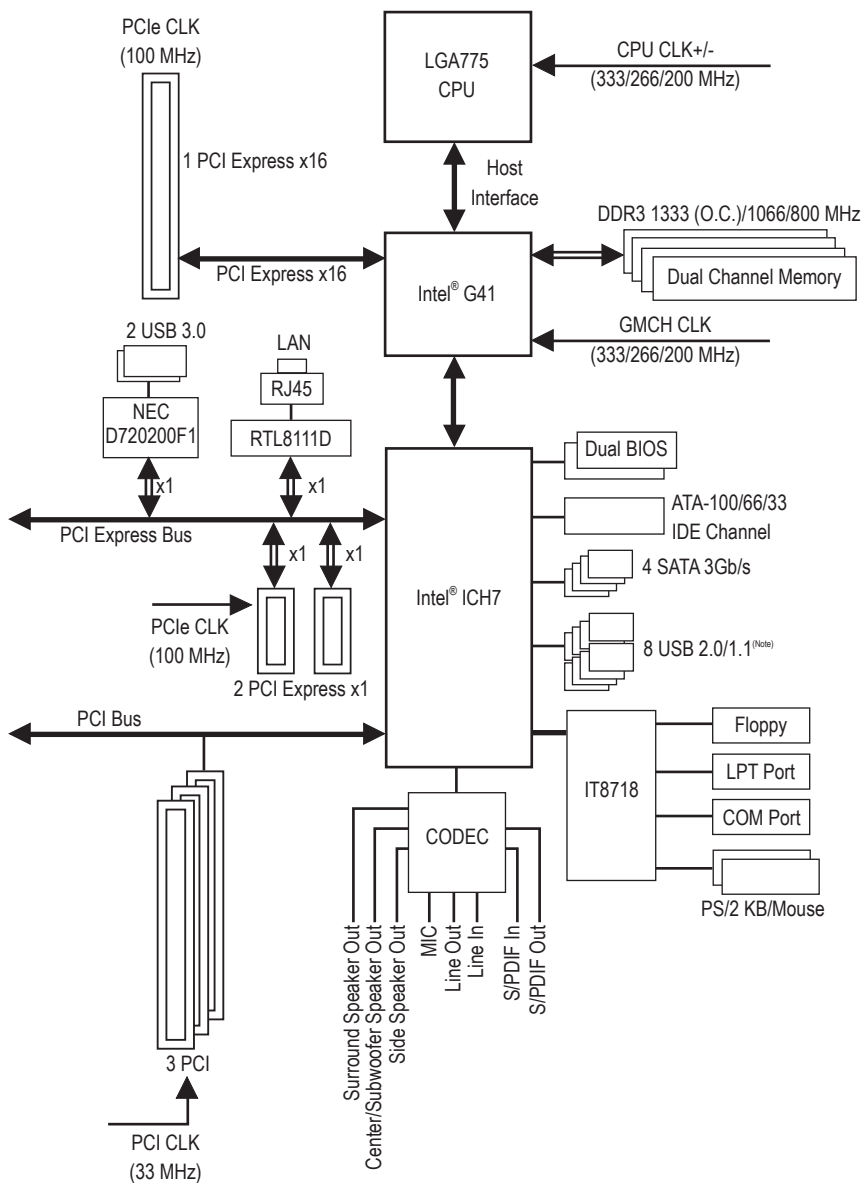 PCIe CLK
(100 MHz)
LGA775
CPU
CPU CLK+/-
(333/266/200 MHz)
1 PCI Express x16
Host
Interface
DDR3 1333 (O.C.)/1066/800 MHz
Dual Channel Memory
PCI Express x16
Intel® G41
GMCH CLK
(333/266/200 MHz)
2 USB 3.0
NEC
D720200F1
LAN
RJ45
RTL8111D
x1
x1
PCI Express Bus
x1
x1
PCIe CLK
(100 MHz)
2 PCI Express x1
Intel® ICH7
Dual BIOS
ATA-100/66/33
IDE Channel
4 SATA 3Gb/s
8 USB 2.0/1.1(Note)
PCI Bus
IT8718
Floppy
LPT Port
COM Port
PS/2 KB/Mouse
CODEC
Surround Speaker Out
Center/Subwoofer Speaker Out
Side Speaker Out
MIC
Line Out
Line In
S/PDIF In
S/PDIF Out
3 PCI
PCI CLK
(33 MHz)